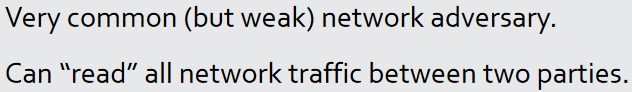 Very common (but weak) network adversary.
Can “read” all network traffic between two parties.